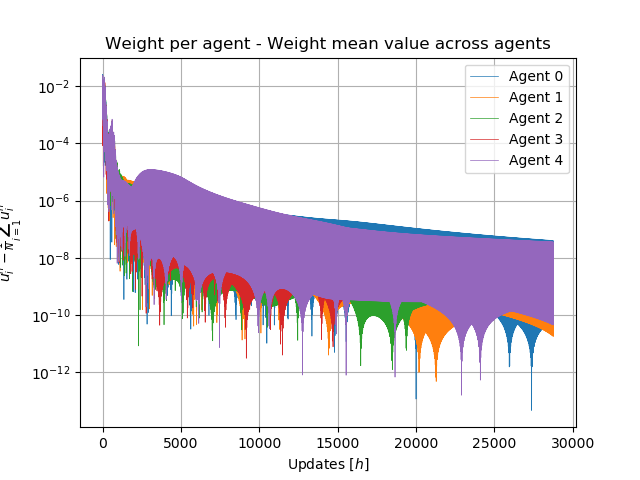 Weight per agent - Weight mean value across agents
10⁻²
10⁻⁴
10⁻⁶
10⁻⁸
10⁻¹⁰
10⁻¹²
Agent 0
Agent 1
Agent 2
Agent 3
Agent 4
0
5000
10000
15000
20000
25000
30000
Updates [h]